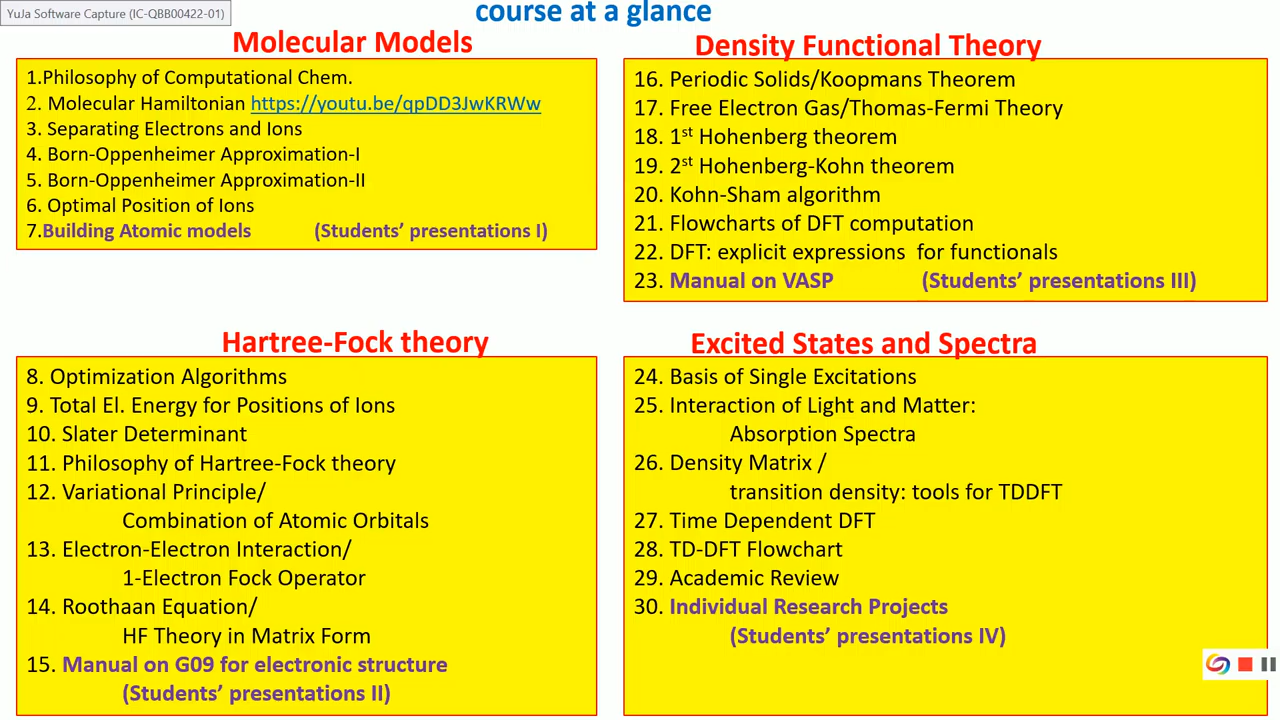 YuJa Software Capture (IC-QBB00422-01)
course at a glance
Molecular Models
1.Philosophy of Computational Chem.
2. Molecular Hamiltonian https://youtu.be/qpDD3JwKRWw
3. Separating Electrons and Ions
4. Born-Oppenheimer Approximation-I
5. Born-Oppenheimer Approximation-II
6. Optimal Position of Ions
7.Building Atomic models (Students’ presentations I)
Density Functional Theory
16. Periodic Solids/Koopmans Theorem
17. Free Electron Gas/Thomas-Fermi Theory
18. 1st Hohenberg theorem
19. 2st Hohenberg-Kohn theorem
20. Kohn-Sham algorithm
21. Flowcharts of DFT computation
22. DFT: explicit expressions for functionals
23. Manual on VASP (Students’ presentations III)
Hartree-Fock theory
8. Optimization Algorithms
9. Total El. Energy for Positions of Ions
10. Slater Determinant
11. Philosophy of Hartree-Fock theory
12. Variational Principle/
Combination of Atomic Orbitals
13. Electron-Electron Interaction/
1-Electron Fock Operator
14. Roothaan Equation/
HF Theory in Matrix Form
15. Manual on G09 for electronic structure
(Students’ presentations II)
Excited States and Spectra
24. Basis of Single Excitations
25. Interaction of Light and Matter:
Absorption Spectra
26. Density Matrix /
transition density: tools for TDDFT
27. Time Dependent DFT
28. TD-DFT Flowchart
29. Academic Review
30. Individual Research Projects
(Students’ presentations IV)